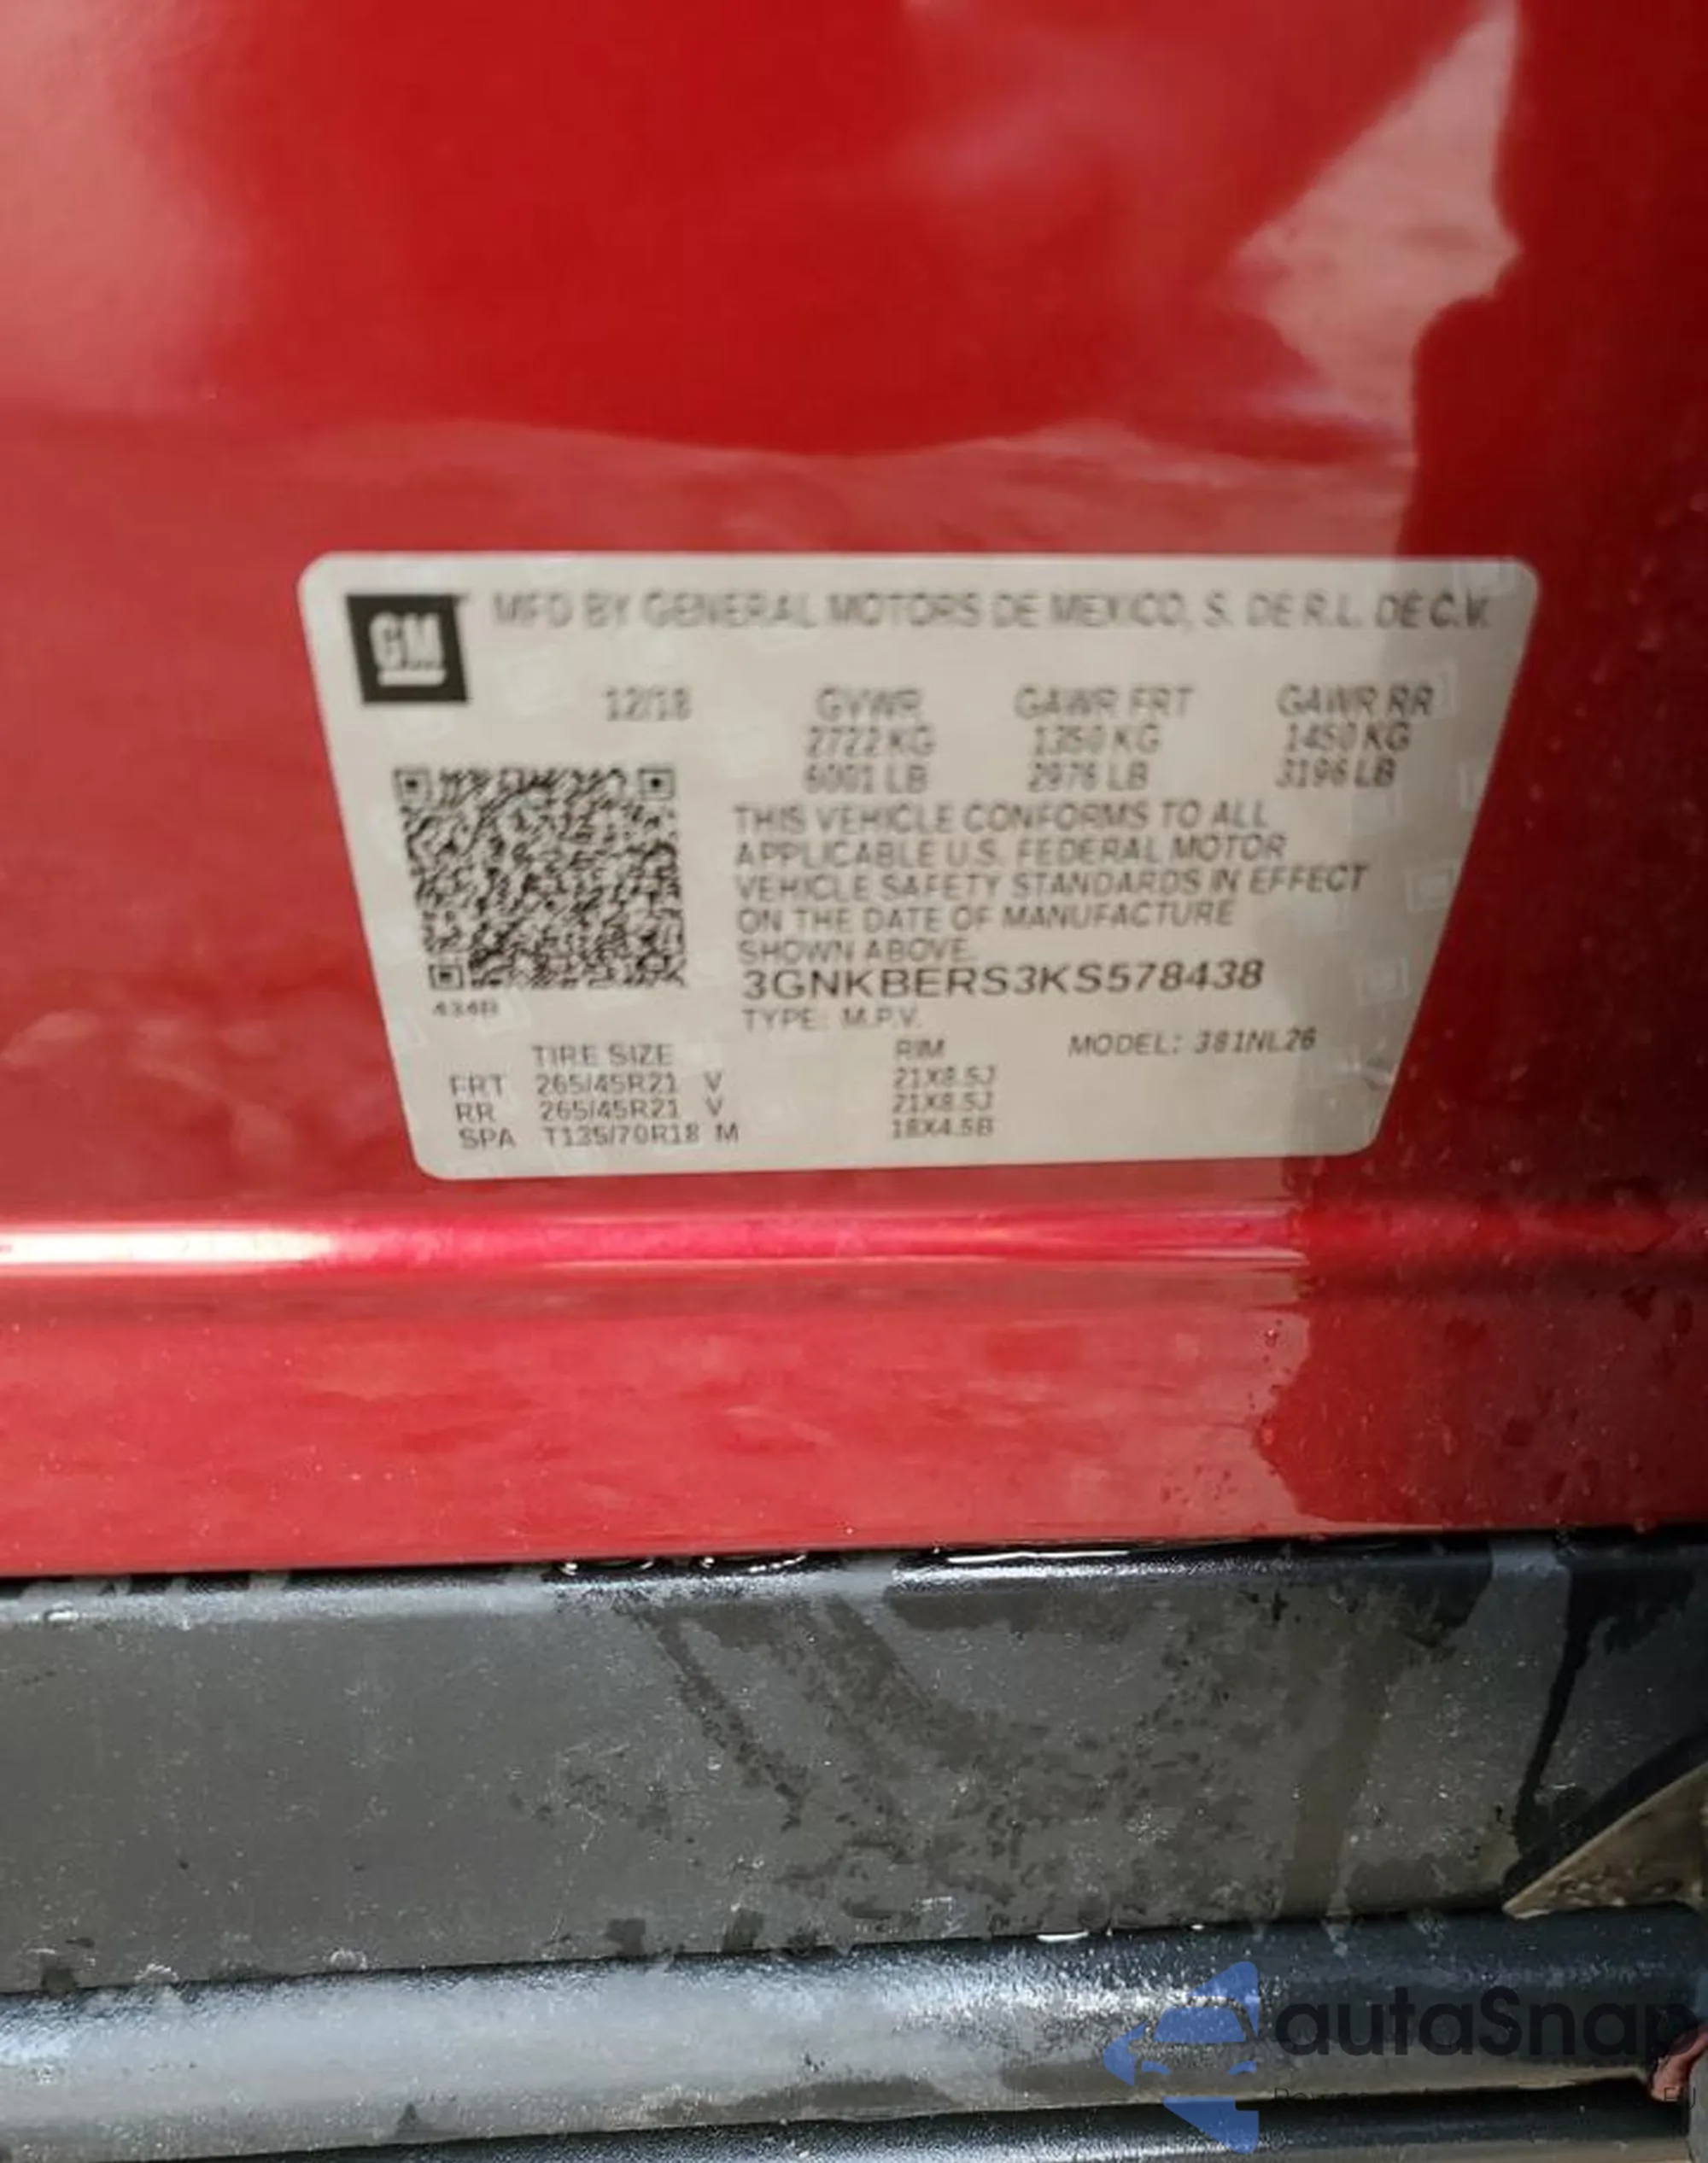 GM
MFD BY GENERAL MOTORS DE MEXICO, S. DE R.L. DE C.V.
12/18 GVWR GAWR FRT GAWR RR
2722 KG 1350 KG 1450 KG
6001 LB 2976 LB 3196 LB
THIS VEHICLE CONFORMS TO ALL
APPLICABLE U.S. FEDERAL MOTOR
VEHICLE SAFETY STANDARDS IN EFFECT
ON THE DATE OF MANUFACTURE
SHOWN ABOVE.
3GNKBERS3KS578438
434B
TYPE: M.P.V.
TIRE SIZE RIM MODEL: 381NL26
FRT 265/45R21 V 21X8.5J
RR 265/45R21 V 21X8.5J
SPA T135/70R18 M 18X4.5B
autaSnap